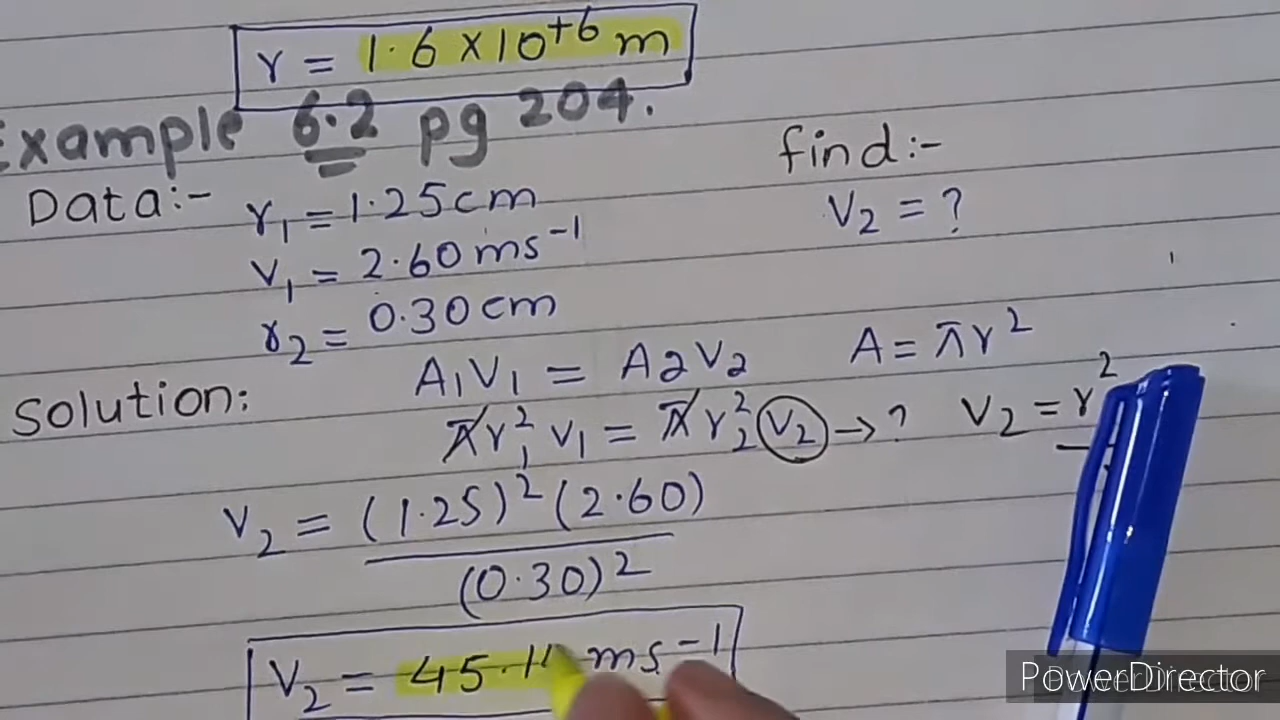 r = 1.6 × 10⁺⁶ m
Example 6.2 pg 204.
Data:- r₁ = 1.25 cm
find:-
v₁ = 2.60 ms⁻¹
V₂ = ?
r₂ = 0.30 cm
Solution: A₁V₁ = A₂V₂ A = πr²
πr₁² v₁ = πr₂² V₂ → ? V₂ = r²
V₂ = (1.25)² (2.60)
(0.30)²
V₂ = 45.1 ms⁻¹
PowerDirector